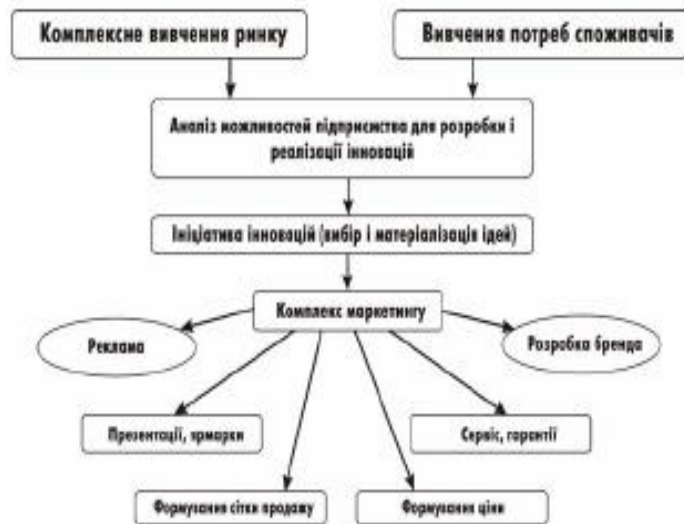 Комплексне вивчення ринку
Вивчення потреб споживачів
Аналіз можливостей підприємства для розробки і
реалізації інновацій
Ініціатива інновацій (вибір і матеріалізація ідей)
Комплекс маркетингу
Реклама
Розробка бренда
Презентації, ярмарки
Сервіс, гарантії
Формування сітки продажу
Формування ціни